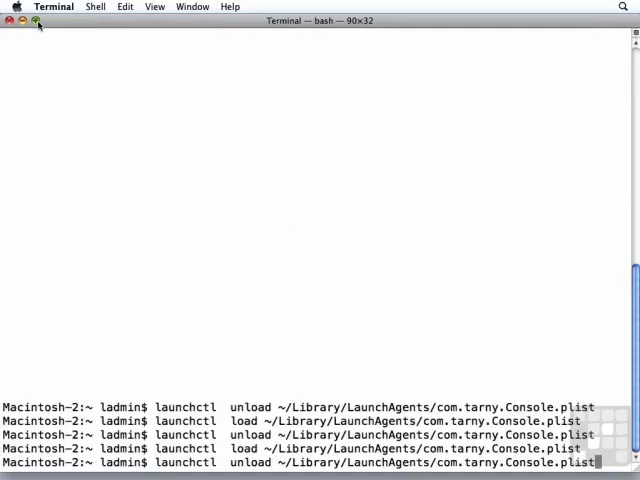 Terminal Shell Edit View Window Help
Terminal — bash — 90×32
Macintosh-2:~ ladmin$ launchctl  unload ~/Library/LaunchAgents/com.tarny.Console.plist
Macintosh-2:~ ladmin$ launchctl  load ~/Library/LaunchAgents/com.tarny.Console.plist
Macintosh-2:~ ladmin$ launchctl  unload ~/Library/LaunchAgents/com.tarny.Console.plist
Macintosh-2:~ ladmin$ launchctl  load ~/Library/LaunchAgents/com.tarny.Console.plist
Macintosh-2:~ ladmin$ launchctl  unload ~/Library/LaunchAgents/com.tarny.Console.plist